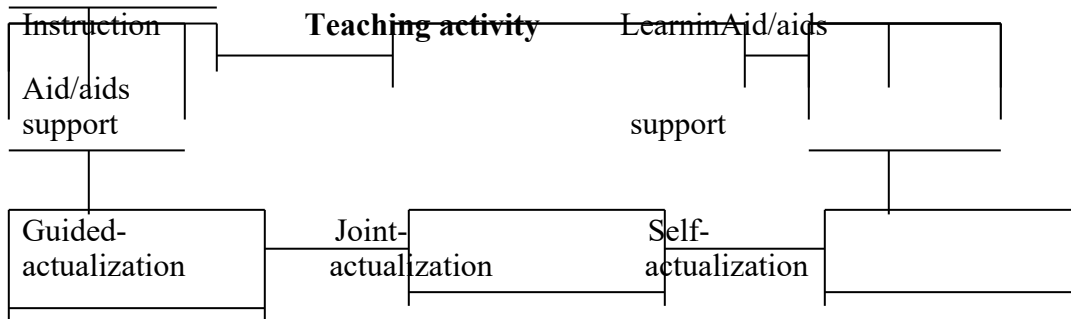 Instruction Teaching activity LearninAid/aids
Aid/aids
support support
Guided- Joint- Self-
actualization actualization actualization